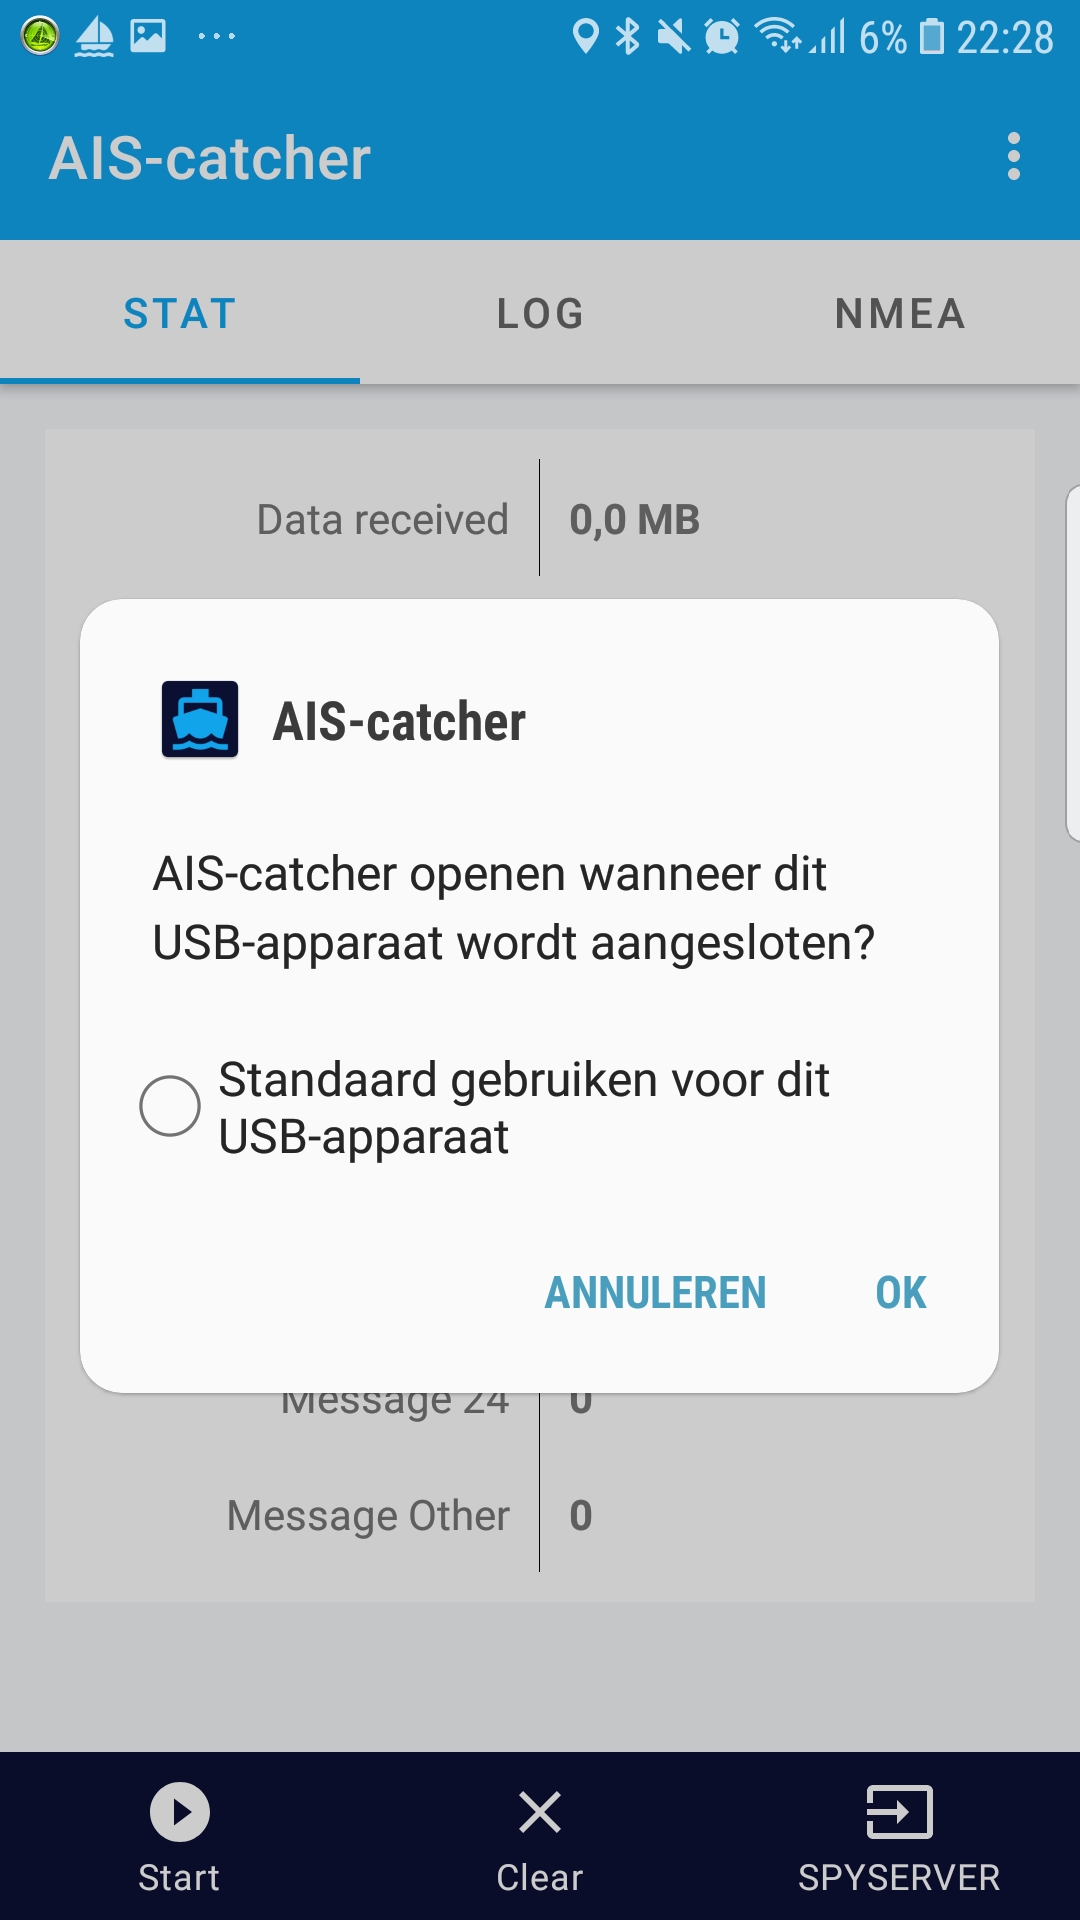 6% 22:28
AIS-catcher
STAT LOG NMEA
Data received 0,0 MB
AIS-catcher
AIS-catcher openen wanneer dit
USB-apparaat wordt aangesloten?
Standaard gebruiken voor dit
USB-apparaat
ANNULEREN OK
Message 24 0
Message Other 0
Start Clear SPYSERVER